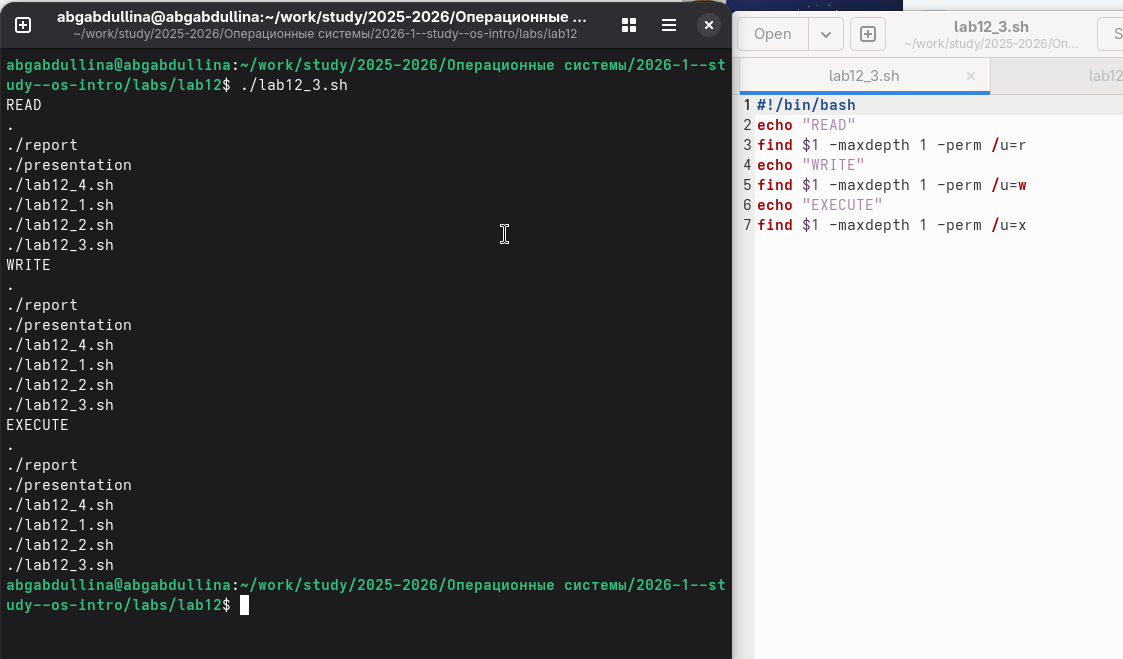 abgabdullina@abgabdullina:~/work/study/2025-2026/Операционные ...
~/work/study/2025-2026/Операционные системы/2026-1--study--os-intro/labs/lab12
abgabdullina@abgabdullina:~/work/study/2025-2026/Операционные системы/2026-1--st
udy--os-intro/labs/lab12$ ./lab12_3.sh
READ
.
./report
./presentation
./lab12_4.sh
./lab12_1.sh
./lab12_2.sh
./lab12_3.sh
WRITE
.
./report
./presentation
./lab12_4.sh
./lab12_1.sh
./lab12_2.sh
./lab12_3.sh
EXECUTE
.
./report
./presentation
./lab12_4.sh
./lab12_1.sh
./lab12_2.sh
./lab12_3.sh
abgabdullina@abgabdullina:~/work/study/2025-2026/Операционные системы/2026-1--st
udy--os-intro/labs/lab12$
Open
lab12_3.sh
~/work/study/2025-2026/Оп...
S
lab12_3.sh
lab12
1 #!/bin/bash
2 echo "READ"
3 find $1 -maxdepth 1 -perm /u=r
4 echo "WRITE"
5 find $1 -maxdepth 1 -perm /u=w
6 echo "EXECUTE"
7 find $1 -maxdepth 1 -perm /u=x